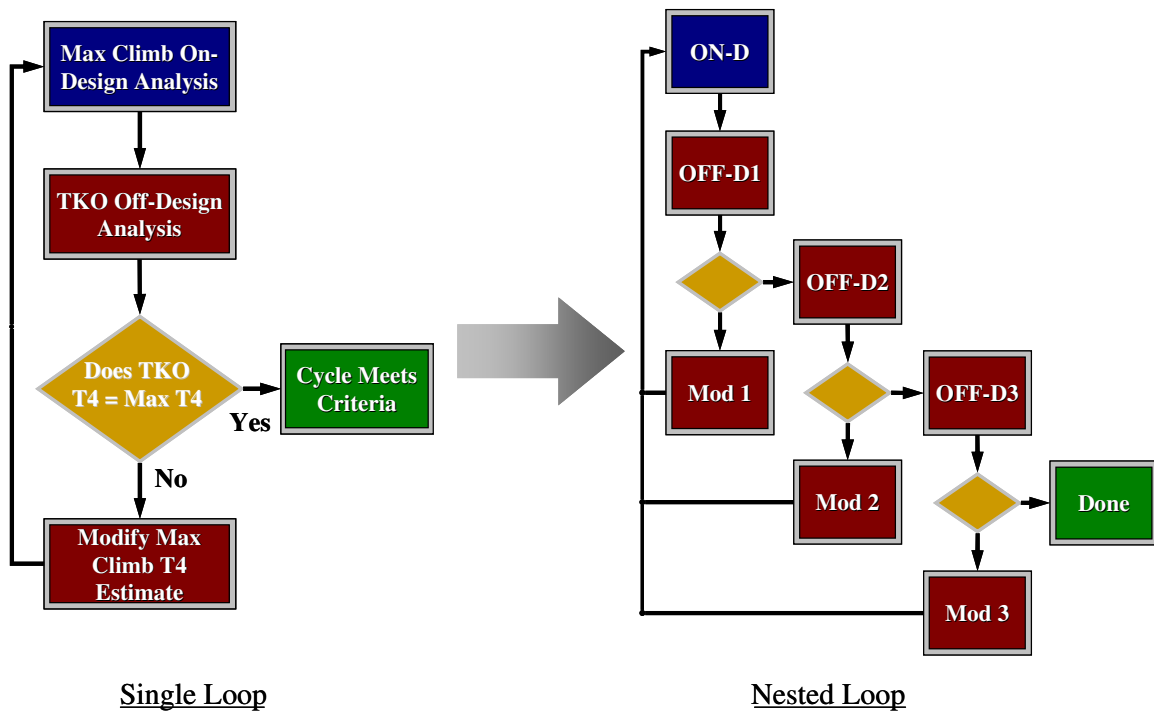 Max Climb On-
Design Analysis
TKO Off-Design
Analysis
Does TKO
T4 = Max T4
Yes
Cycle Meets
Criteria
No
Modify Max
Climb T4
Estimate
Single Loop
ON-D
OFF-D1
OFF-D2
Mod 1
OFF-D3
Mod 2
Done
Mod 3
Nested Loop